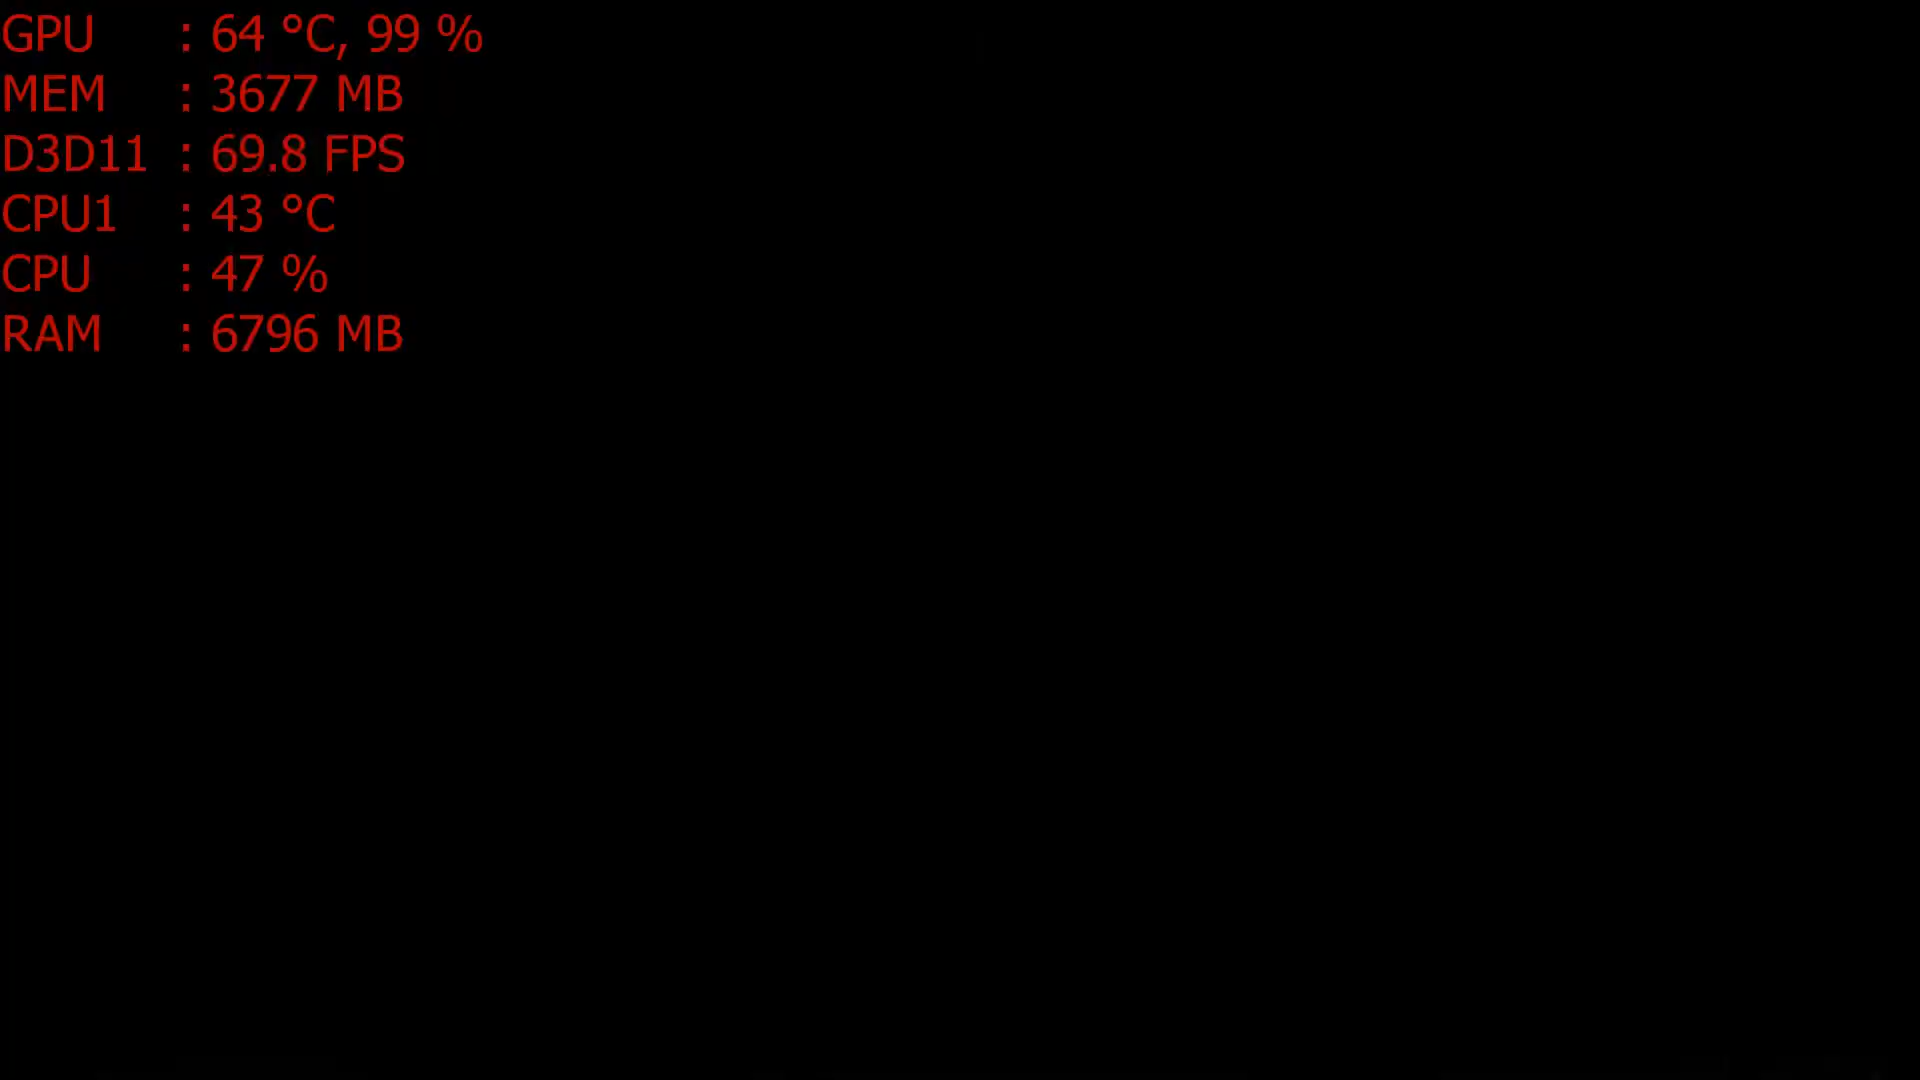 GPU : 64 °C, 99 %
MEM : 3677 MB
D3D11 : 69.8 FPS
CPU1 : 43 °C
CPU : 47 %
RAM : 6796 MB